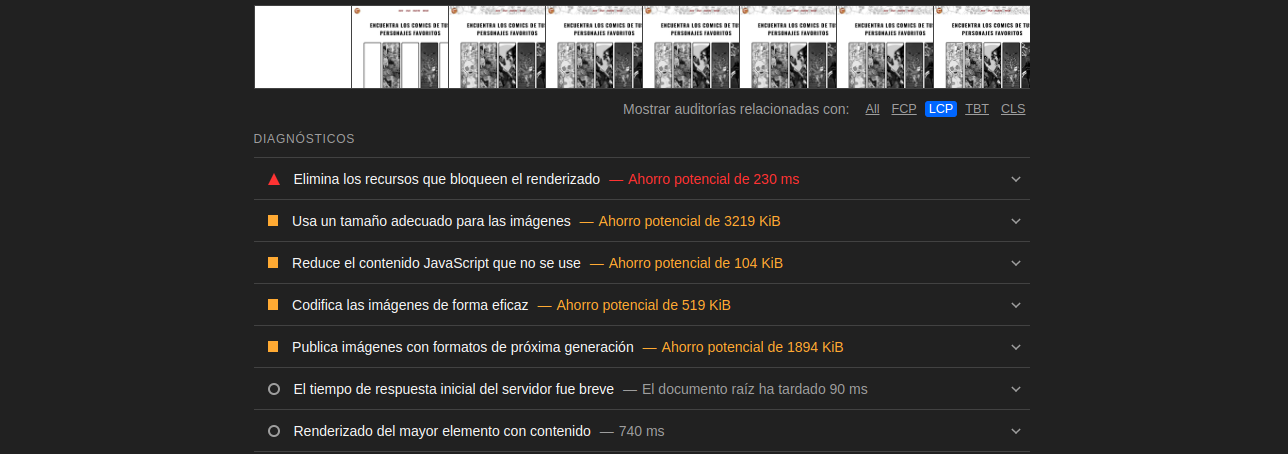 ENCUENTRA LOS COMICS DE TU
PERSONAJES FAVORITOS
ENCUENTRA LOS COMICS DE TU
PERSONAJES FAVORITOS
ENCUENTRA LOS COMICS DE TU
PERSONAJES FAVORITOS
ENCUENTRA LOS COMICS DE TU
PERSONAJES FAVORITOS
ENCUENTRA LOS COMICS DE TU
PERSONAJES FAVORITOS
ENCUENTRA LOS COMICS DE TU
PERSONAJES FAVORITOS
ENCUENTRA LOS COMICS DE TU
PERSONAJES FAVORITOS
Mostrar auditorías relacionadas con: All FCP LCP TBT CLS
DIAGNÓSTICOS
Elimina los recursos que bloqueen el renderizado — Ahorro potencial de 230 ms
Usa un tamaño adecuado para las imágenes — Ahorro potencial de 3219 KiB
Reduce el contenido JavaScript que no se use — Ahorro potencial de 104 KiB
Codifica las imágenes de forma eficaz — Ahorro potencial de 519 KiB
Publica imágenes con formatos de próxima generación — Ahorro potencial de 1894 KiB
El tiempo de respuesta inicial del servidor fue breve — El documento raíz ha tardado 90 ms
Renderizado del mayor elemento con contenido — 740 ms